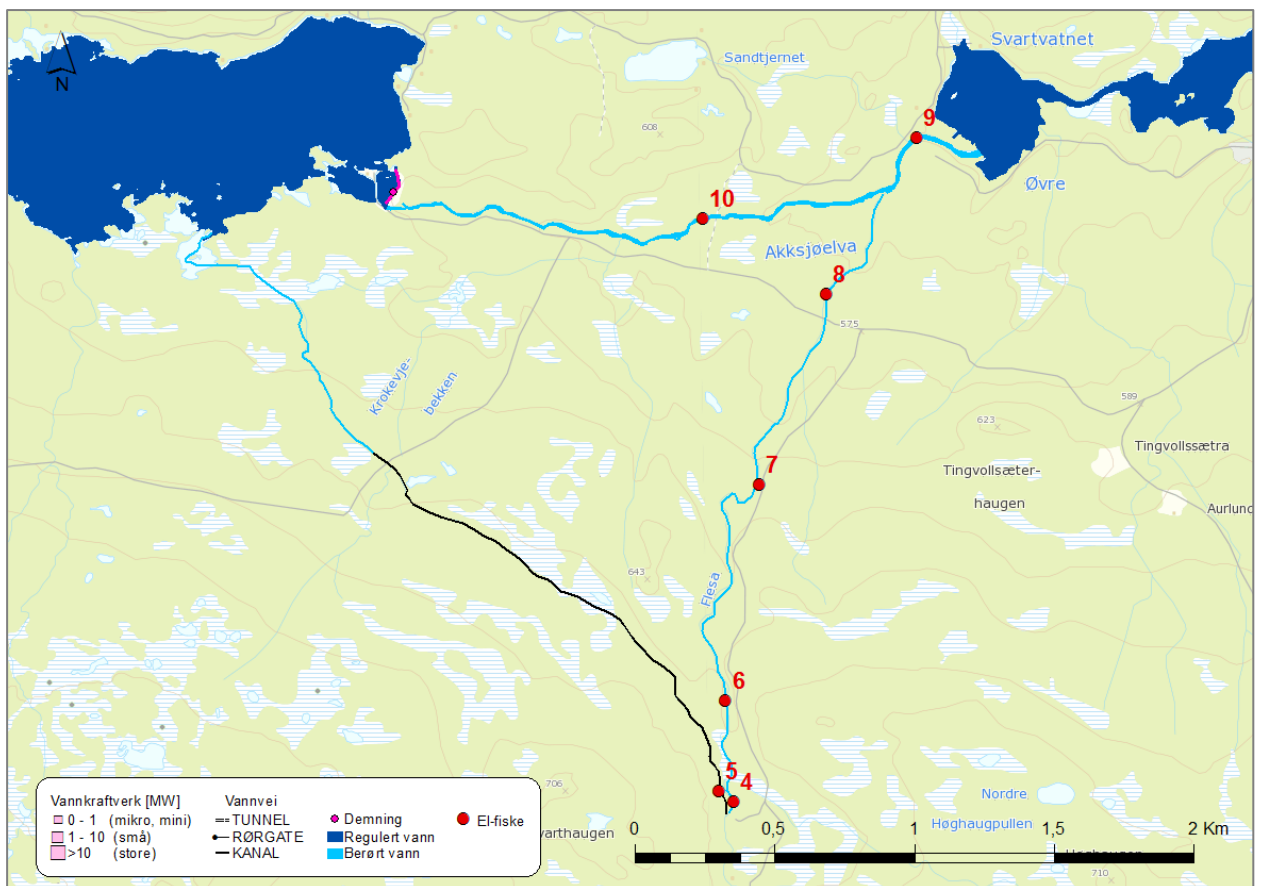 Svartvatnet
N
Sandtjernet
9
608
Øvre
10
Akksjøelva
8
575
Krokevje-
bekken
589
623
Tingvollssætra
7
Tingvollsæter-
haugen
Aurlund
643
Flesa
6
5
4
706
Nordre
Høghaugpullen
varthaugen
Høghaugen
710
Vannkraftverk [MW]
0 - 1 (mikro, mini)
1 - 10 (små)
>10 (store)
Vannvei
TUNNEL
RØRGATE
KANAL
Demning
Regulert vann
Berørt vann
El-fiske
0 0,5 1 1,5 2 Km